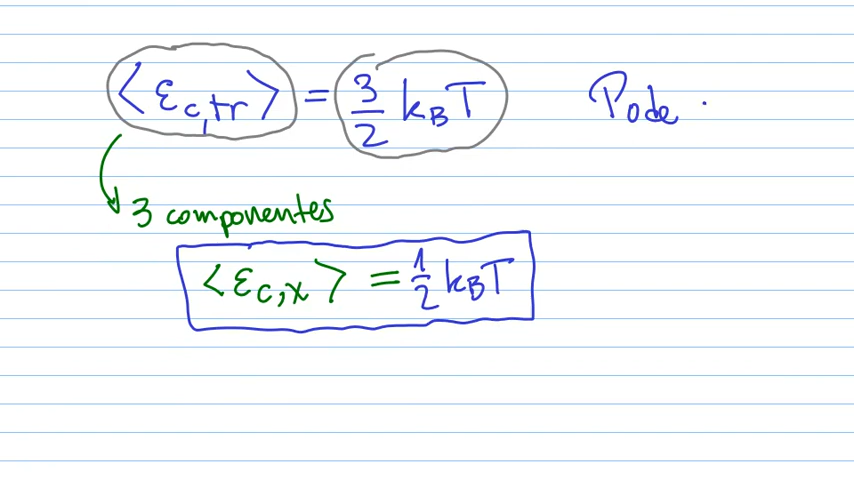 ⟨ε_c,tr⟩ = 3/2 k_B T Pode
3 componentes
⟨ε_c,x⟩ = 1/2 k_B T